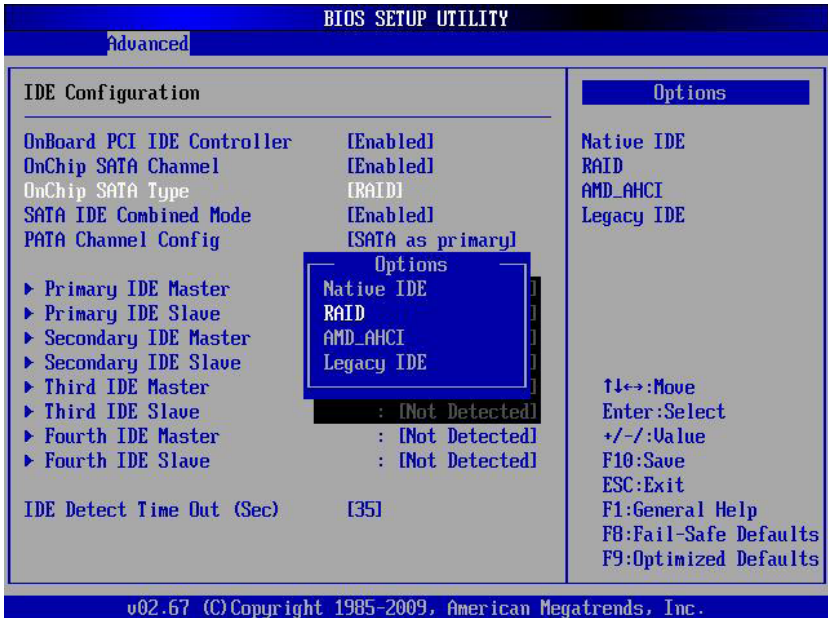 BIOS SETUP UTILITY
Advanced
IDE Configuration
OnBoard PCI IDE Controller [Enabled]
OnChip SATA Channel [Enabled]
OnChip SATA Type [RAID]
SATA IDE Combined Mode [Enabled]
PATA Channel Config [SATA as primary]
Options
Native IDE
RAID
AMD_AHCI
Legacy IDE
▶ Primary IDE Master ]
▶ Primary IDE Slave ]
▶ Secondary IDE Master ]
▶ Secondary IDE Slave ]
▶ Third IDE Master ]
▶ Third IDE Slave : [Not Detected]
▶ Fourth IDE Master : [Not Detected]
▶ Fourth IDE Slave : [Not Detected]
IDE Detect Time Out (Sec) [35]
Options
Native IDE
RAID
AMD_AHCI
Legacy IDE
↑↓←→:Move
Enter:Select
+/-/:Value
F10:Save
ESC:Exit
F1:General Help
F8:Fail-Safe Defaults
F9:Optimized Defaults
v02.67 (C)Copyright 1985-2009, American Megatrends, Inc.